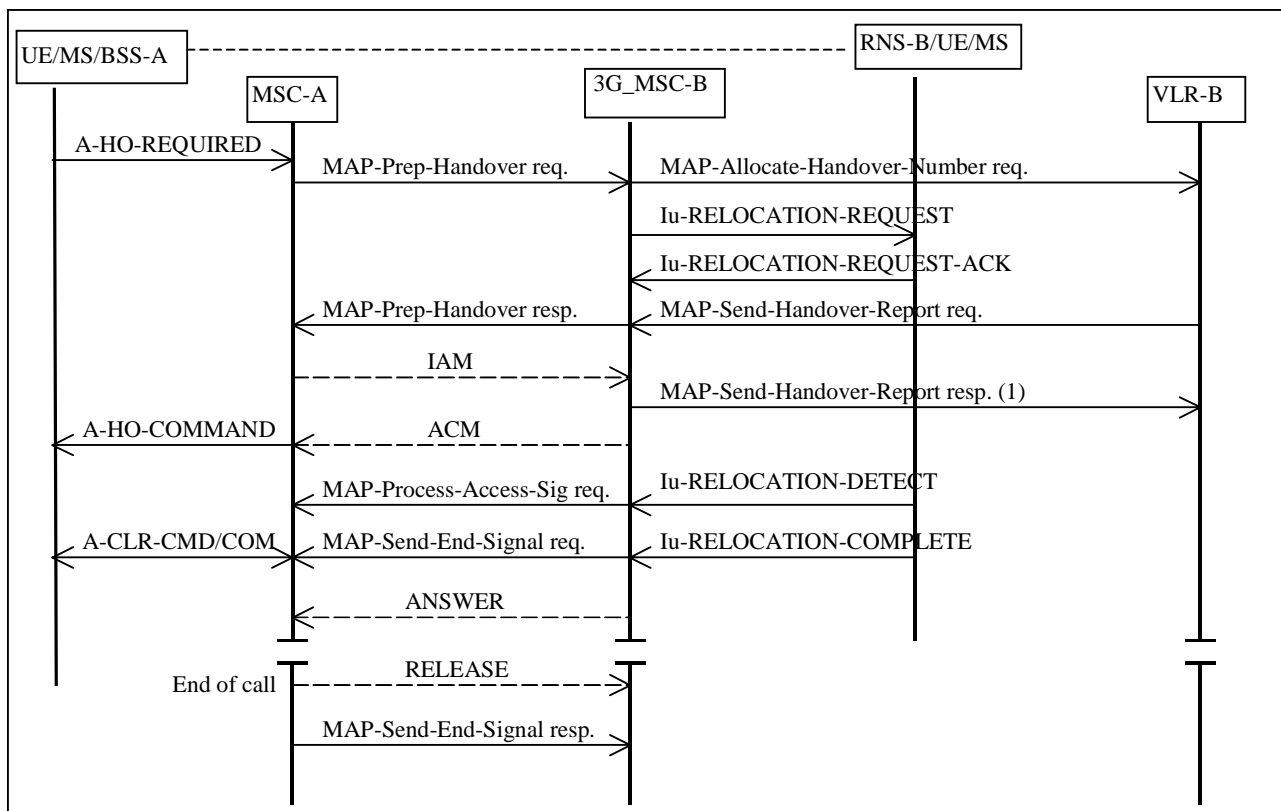 UE/MS/BSS-A
RNS-B/UE/MS
MSC-A
3G_MSC-B
VLR-B
A-HO-REQUIRED
MAP-Prep-Handover req.
MAP-Allocate-Handover-Number req.
Iu-RELOCATION-REQUEST
Iu-RELOCATION-REQUEST-ACK
MAP-Prep-Handover resp.
MAP-Send-Handover-Report req.
IAM
MAP-Send-Handover-Report resp. (1)
A-HO-COMMAND
ACM
Iu-RELOCATION-DETECT
MAP-Process-Access-Sig req.
A-CLR-CMD/COM
MAP-Send-End-Signal req.
Iu-RELOCATION-COMPLETE
ANSWER
End of call
RELEASE
MAP-Send-End-Signal resp.